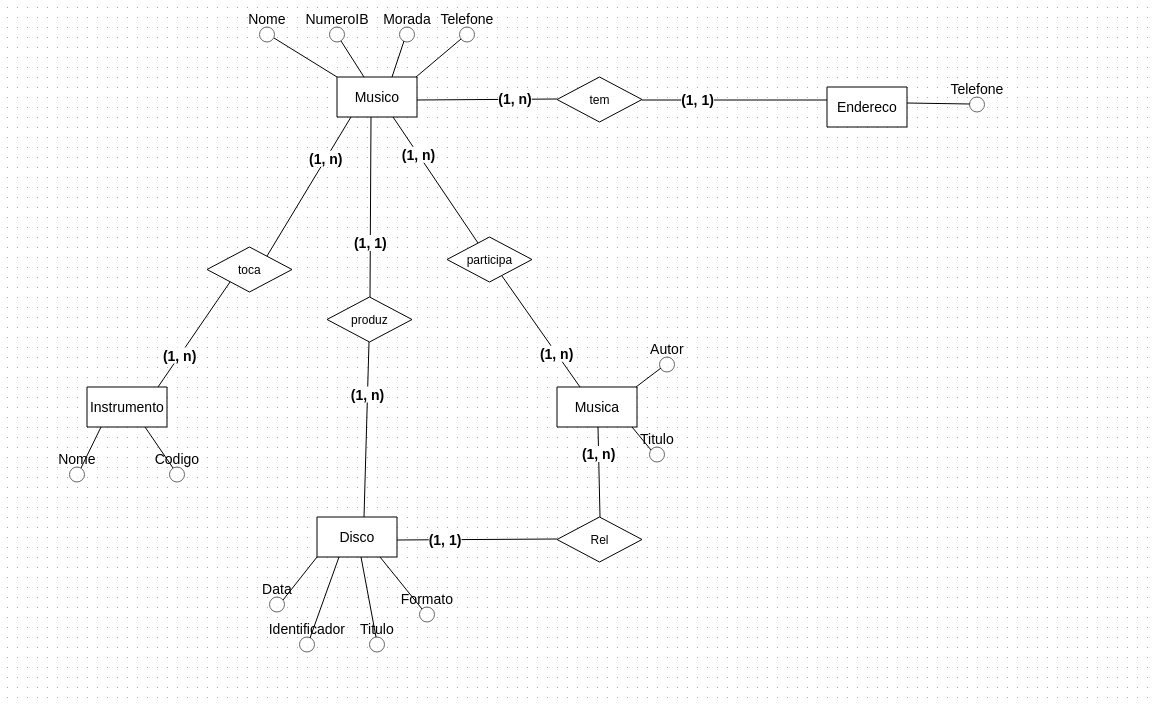 Nome
NumeroIB
Morada
Telefone
Musico
(1, n)
tem
(1, 1)
Endereco
Telefone
(1, n)
(1, n)
(1, 1)
toca
participa
produz
(1, n)
(1, n)
Autor
(1, n)
Instrumento
Musica
Titulo
Nome
Codigo
(1, n)
Disco
(1, 1)
Rel
Data
Formato
Identificador
Titulo